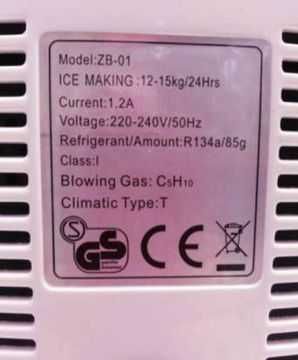 Model:ZB-01
ICE MAKING:12-15kg/24Hrs
Current:1.2A
Voltage:220-240V/50Hz
Refrigerant/Amount:R134a/85g
Class:I
Blowing Gas: C₅H₁₀
Climatic Type:T
S GS CE